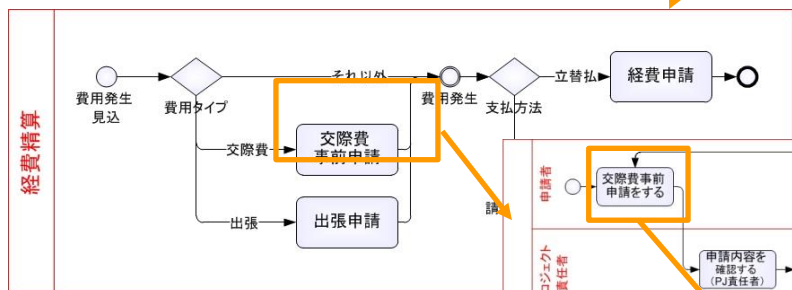 経費精算
費用発生
見込
費用タイプ
それ以外
交際費
交際費
事前申請
出張
出張申請
費用発生
支払方法
立替払
経費申請
請
申請者
交際費事前
申請をする
ロジェクト
責任者
申請内容を
確認する
(PJ責任者)